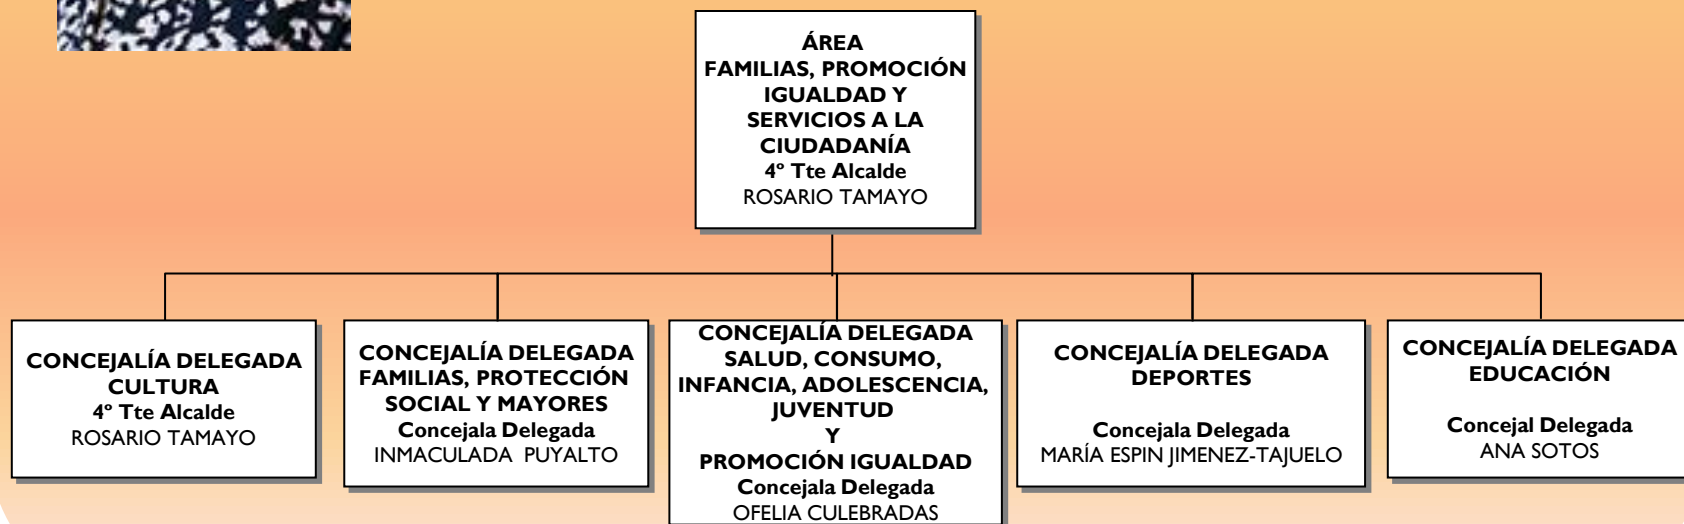 ÁREA
FAMILIAS, PROMOCIÓN
IGUALDAD Y
SERVICIOS A LA
CIUDADANÍA
4º Tte Alcalde
ROSARIO TAMAYO
CONCEJALÍA DELEGADA
CULTURA
4º Tte Alcalde
ROSARIO TAMAYO
CONCEJALÍA DELEGADA
FAMILIAS, PROTECCIÓN
SOCIAL Y MAYORES
Concejala Delegada
INMACULADA PUYALTO
CONCEJALÍA DELEGADA
SALUD, CONSUMO,
INFANCIA, ADOLESCENCIA,
JUVENTUD
Y
PROMOCIÓN IGUALDAD
Concejala Delegada
OFELIA CULEBRADAS
CONCEJALÍA DELEGADA
DEPORTES
Concejala Delegada
MARÍA ESPIN JIMENEZ-TAJUELO
CONCEJALÍA DELEGADA
EDUCACIÓN
Concejal Delegada
ANA SOTOS